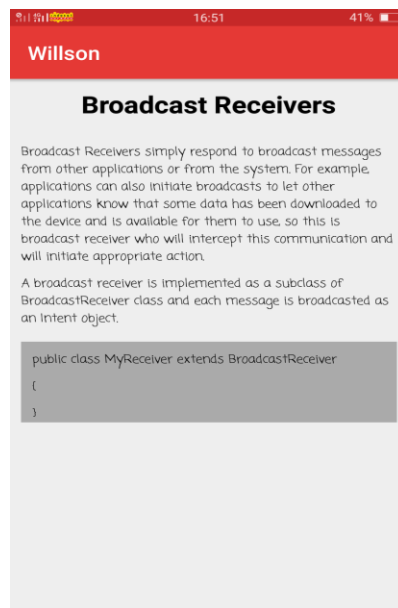 16:51
41%
Willson
Broadcast Receivers
Broadcast Receivers simply respond to broadcast messages
from other applications or from the system. For example,
applications can also initiate broadcasts to let other
applications know that some data has been downloaded to
the device and is available for them to use, so this is
broadcast receiver who will intercept this communication and
will initiate appropriate action.
A broadcast receiver is implemented as a subclass of
BroadcastReceiver class and each message is broadcasted as
an Intent object.
public class MyReceiver extends BroadcastReceiver
{
}